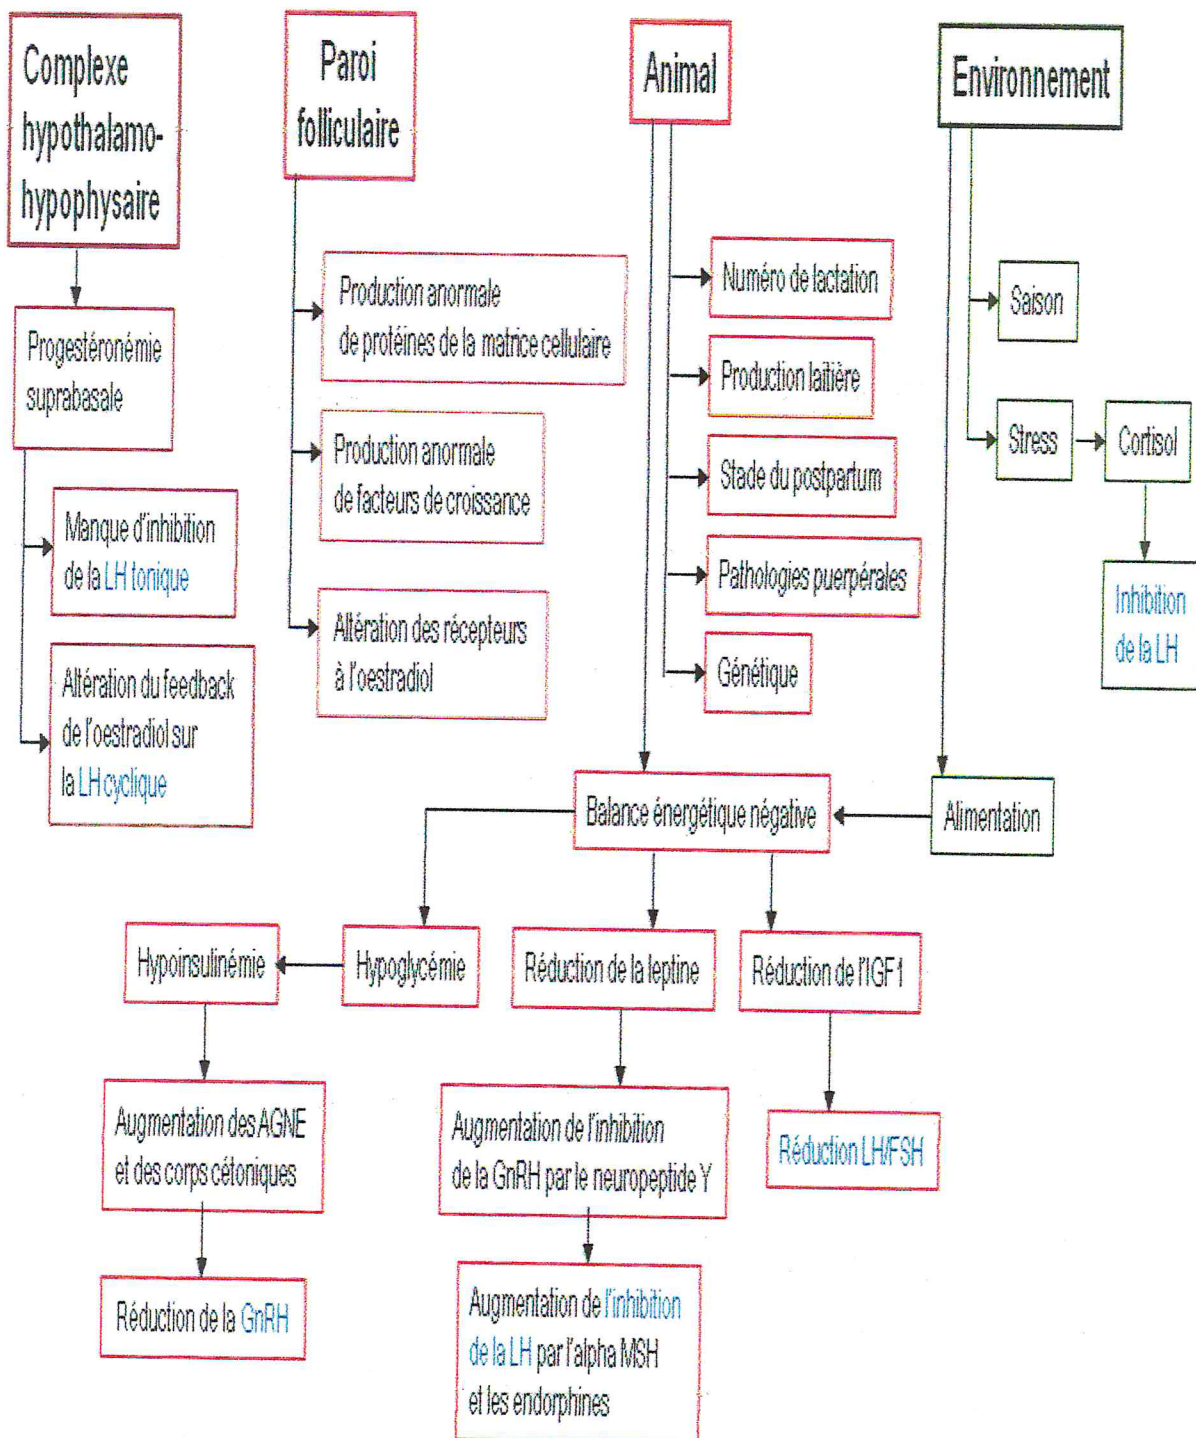 Complexe
hypothalamo-
hypophysaire
Paroi
folliculaire
Animal
Environnement
Progestéronémie
suprabasale
Manque d'inhibition
de la LH tonique
Altération du feedback
de l'oestradiol sur
la LH cyclique
Production anormale
de protéines de la matrice cellulaire
Production anormale
de facteurs de croissance
Altération des récepteurs
à l'oestradiol
Numéro de lactation
Production laitière
Stade du postpartum
Pathologies puerpérales
Génétique
Saison
Stress
Cortisol
Inhibition
de la LH
Balance énergétique négative
Alimentation
Hypoinsulinémie
Hypoglycémie
Réduction de la leptine
Réduction de l'IGF1
Augmentation des AGNE
et des corps cétoniques
Augmentation de l'inhibition
de la GnRH par le neuropeptide Y
Réduction LH/FSH
Réduction de la GnRH
Augmentation de l'inhibition
de la LH par l'alpha MSH
et les endorphines